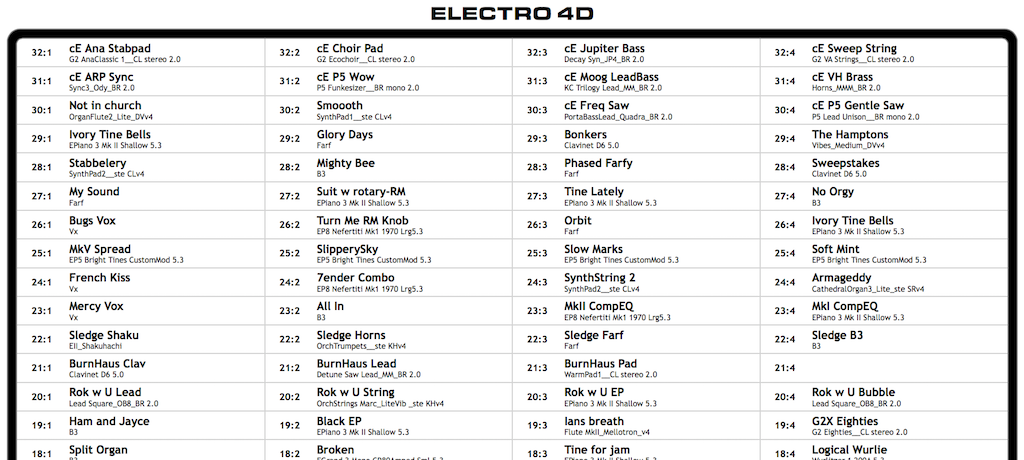 ELECTRO 4D
32:1 cE Ana Stabpad 32:2 cE Choir Pad 32:3 cE Jupiter Bass 32:4 cE Sweep String
G2 AnaClassic 1__CL stereo 2.0 G2 Ecochoir__CL stereo 2.0 Decay Syn_JP4_BR 2.0 G2 VA Strings__CL stereo 2.0
31:1 cE ARP Sync 31:2 cE P5 Wow 31:3 cE Moog LeadBass 31:4 cE VH Brass
Sync3_Ody_BR 2.0 P5 Funkesizer__BR mono 2.0 KC Trilogy Lead_MM_BR 2.0 Horns_MMM_BR 2.0
30:1 Not in church 30:2 Smoooth 30:3 cE Freq Saw 30:4 cE P5 Gentle Saw
OrganFlute2_Lite_DVv4 SynthPad1__ste CLv4 PortaBassLead_Quadra_BR 2.0 P5 Lead Unison__BR mono 2.0
29:1 Ivory Tine Bells 29:2 Glory Days 29:3 Bonkers 29:4 The Hamptons
EPiano 3 Mk II Shallow 5.3 Farf Clavinet D6 5.0 Vibes_Medium_DVv4
28:1 Stabbelery 28:2 Mighty Bee 28:3 Phased Farfy 28:4 Sweepstakes
SynthPad2__ste CLv4 B3 Farf Clavinet D6 5.0
27:1 My Sound 27:2 Suit w rotary-RM 27:3 Tine Lately 27:4 No Orgy
Farf EPiano 3 Mk II Shallow 5.3 EPiano 3 Mk II Shallow 5.3 B3
26:1 Bugs Vox 26:2 Turn Me RM Knob 26:3 Orbit 26:4 Ivory Tine Bells
Vx EP8 Nefertiti Mk1 1970 Lrg5.3 Farf EPiano 3 Mk II Shallow 5.3
25:1 MkV Spread 25:2 SlipperySky 25:3 Slow Marks 25:4 Soft Mint
EP5 Bright Tines CustomMod 5.3 EP5 Bright Tines CustomMod 5.3 EP5 Bright Tines CustomMod 5.3 EP5 Bright Tines CustomMod 5.3
24:1 French Kiss 24:2 7ender Combo 24:3 SynthString 2 24:4 Armageddy
Vx EP8 Nefertiti Mk1 1970 Lrg5.3 SynthPad2__ste CLv4 CathedralOrgan3_Lite_ste SRv4
23:1 Mercy Vox 23:2 All In 23:3 MkII CompEQ 23:4 MkI CompEQ
Vx B3 EP8 Nefertiti Mk1 1970 Lrg5.3 EPiano 3 Mk II Shallow 5.3
22:1 Sledge Shaku 22:2 Sledge Horns 22:3 Sledge Farf 22:4 Sledge B3
EII_Shakuhachi OrchTrumpets__ste KHv4 Farf B3
21:1 BurnHaus Clav 21:2 BurnHaus Lead 21:3 BurnHaus Pad 21:4
Clavinet D6 5.0 Detune Saw Lead_MM_BR 2.0 WarmPad1__CL stereo 2.0
20:1 Rok w U Lead 20:2 Rok w U String 20:3 Rok w U EP 20:4 Rok w U Bubble
Lead Square_OB8_BR 2.0 OrchStrings Marc_LiteVib _ste KHv4 EPiano 3 Mk II Shallow 5.3 Lead Square_OB8_BR 2.0
19:1 Ham and Jayce 19:2 Black EP 19:3 Ians breath 19:4 G2X Eighties
B3 EPiano 3 Mk II Shallow 5.3 Flute MkII_Mellotron_v4 G2 Eighties__CL stereo 2.0
18:1 Split Organ 18:2 Broken 18:3 Tine for jam 18:4 Logical Wurlie